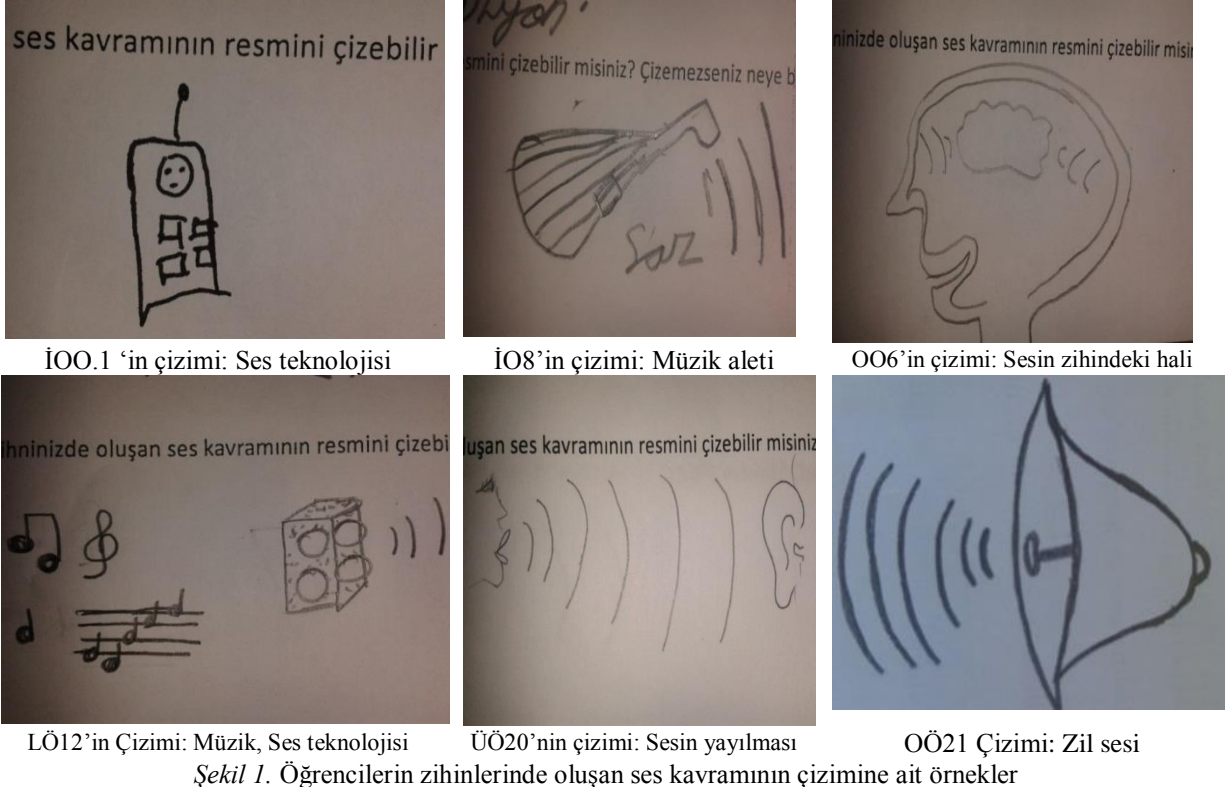 ses kavramının resmini çizebilir
smini çizebilir misiniz? Çizemezseniz neye b
Saz
ninizde oluşan ses kavramının resmini çizebilir misi
İOO.1 ‘in çizimi: Ses teknolojisi
İO8’in çizimi: Müzik aleti
OO6’in çizimi: Sesin zihindeki hali
ihninizde oluşan ses kavramının resmini çizebi
luşan ses kavramının resmini çizebilir misiniz
LÖ12’in Çizimi: Müzik, Ses teknolojisi
ÜÖ20’nin çizimi: Sesin yayılması
OÖ21 Çizimi: Zil sesi
Şekil 1. Öğrencilerin zihinlerinde oluşan ses kavramının çizimine ait örnekler